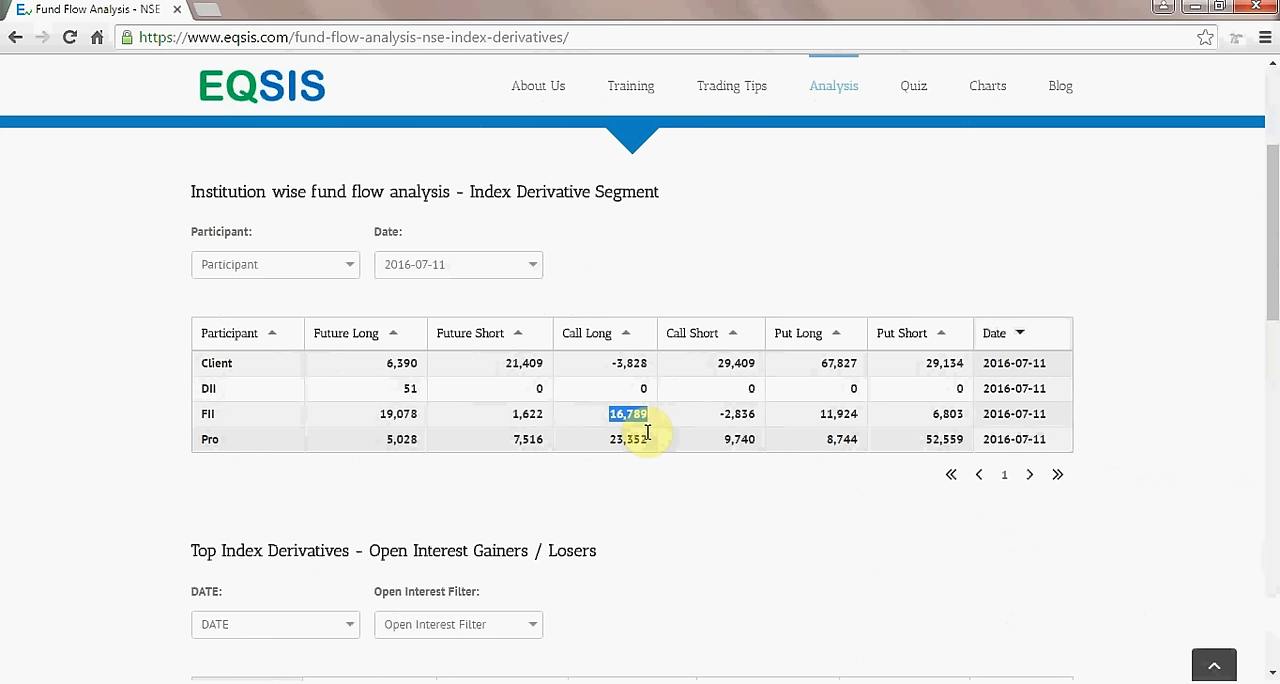 Fund Flow Analysis - NSE
https://www.eqsis.com/fund-flow-analysis-nse-index-derivatives/
EQSIS About Us Training Trading Tips Analysis Quiz Charts Blog
Institution wise fund flow analysis - Index Derivative Segment
Participant: Date:
Participant 2016-07-11
Participant Future Long Future Short Call Long Call Short Put Long Put Short Date
Client 6,390 21,409 -3,828 29,409 67,827 29,134 2016-07-11
DII 51 0 0 0 0 0 2016-07-11
FII 19,078 1,622 16,789 -2,836 11,924 6,803 2016-07-11
Pro 5,028 7,516 23,352 9,740 8,744 52,559 2016-07-11
1
Top Index Derivatives - Open Interest Gainers / Losers
DATE: Open Interest Filter:
DATE Open Interest Filter